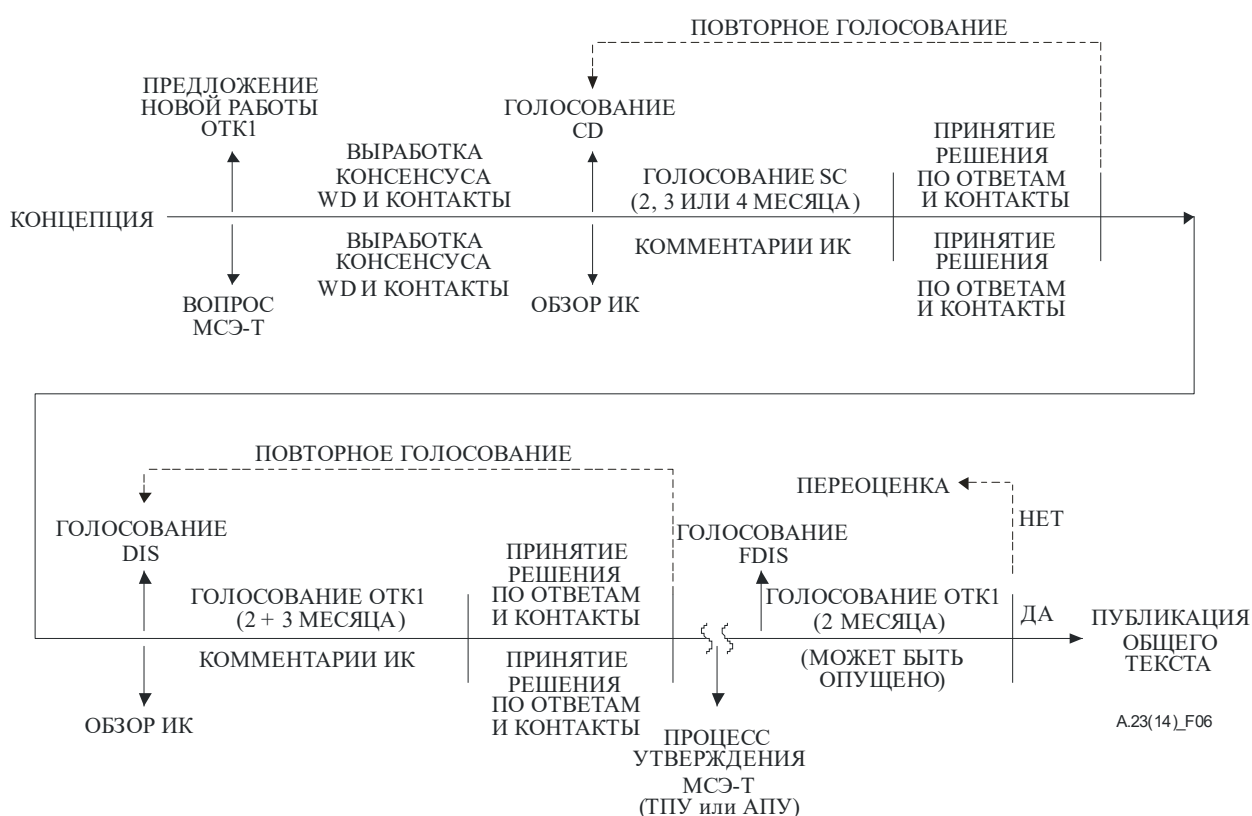 ПОВТОРНОЕ ГОЛОСОВАНИЕ
ПРЕДЛОЖЕНИЕ
НОВОЙ РАБОТЫ
ОТК1
ГОЛОСОВАНИЕ
CD
ВЫРАБОТКА
КОНСЕНСУСА
WD И КОНТАКТЫ
ГОЛОСОВАНИЕ SC
(2, 3 ИЛИ 4 МЕСЯЦА)
ПРИНЯТИЕ
РЕШЕНИЯ
ПО ОТВЕТАМ
И КОНТАКТЫ
КОНЦЕПЦИЯ
ВЫРАБОТКА
КОНСЕНСУСА
WD И КОНТАКТЫ
КОММЕНТАРИИ ИК
ПРИНЯТИЕ
РЕШЕНИЯ
ПО ОТВЕТАМ
И КОНТАКТЫ
ВОПРОС
МСЭ-Т
ОБЗОР ИК
ПОВТОРНОЕ ГОЛОСОВАНИЕ
ПЕРЕОЦЕНКА
НЕТ
ГОЛОСОВАНИЕ
DIS
ГОЛОСОВАНИЕ
FDIS
ГОЛОСОВАНИЕ ОТК1
(2 + 3 МЕСЯЦА)
ПРИНЯТИЕ
РЕШЕНИЯ
ПО ОТВЕТАМ
И КОНТАКТЫ
ГОЛОСОВАНИЕ ОТК1
(2 МЕСЯЦА)
ДА
ПУБЛИКАЦИЯ
ОБЩЕГО
ТЕКСТА
КОММЕНТАРИИ ИК
ПРИНЯТИЕ
РЕШЕНИЯ
ПО ОТВЕТАМ
И КОНТАКТЫ
(МОЖЕТ БЫТЬ
ОПУЩЕНО)
ОБЗОР ИК
ПРОЦЕСС
УТВЕРЖДЕНИЯ
МСЭ-Т
(ТПУ или АПУ)
A.23(14)_F06